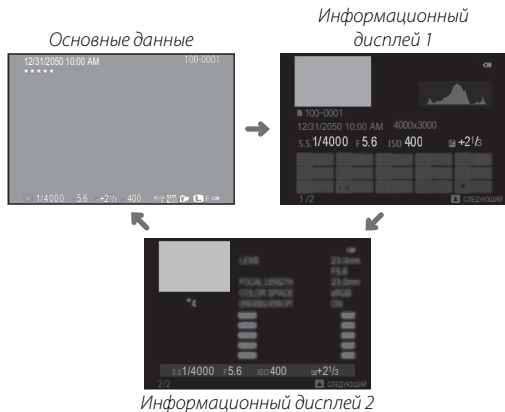 Основные данные
12/31/2050 10:00 AM 100-0001
★★★★★
1/4000 5.6 +2 1/3 400 L F
Информационный
дисплей 1
100-0001
12/31/2050 10:00 AM 4000x3000
S.S. 1/4000 F 5.6 ISO 400 +2 1/3
1/2 СЛЕДУЮЩИЙ
LENS 23.0mm
F5.6
FOCAL LENGTH 23.0mm
COLOR SPACE sRGB
ON
*4
S.S 1/4000 F5.6 ISO 400 +2 1/3
2/2 СЛЕДУЮЩИЙ
Информационный дисплей 2